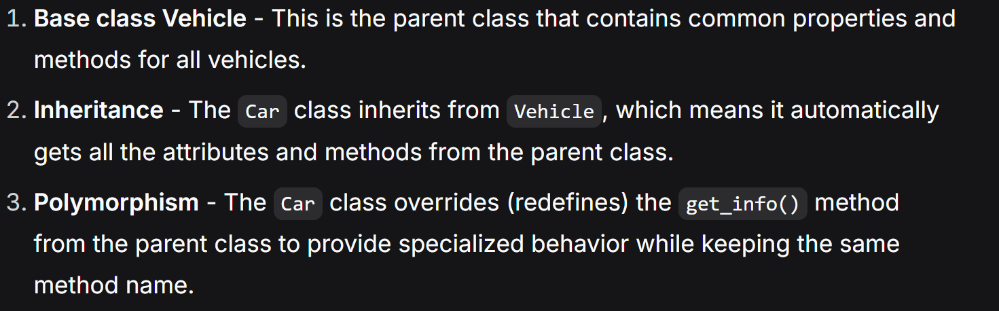 1. Base class Vehicle - This is the parent class that contains common properties and
methods for all vehicles.
2. Inheritance - The Car class inherits from Vehicle, which means it automatically
gets all the attributes and methods from the parent class.
3. Polymorphism - The Car class overrides (redefines) the get_info() method
from the parent class to provide specialized behavior while keeping the same
method name.